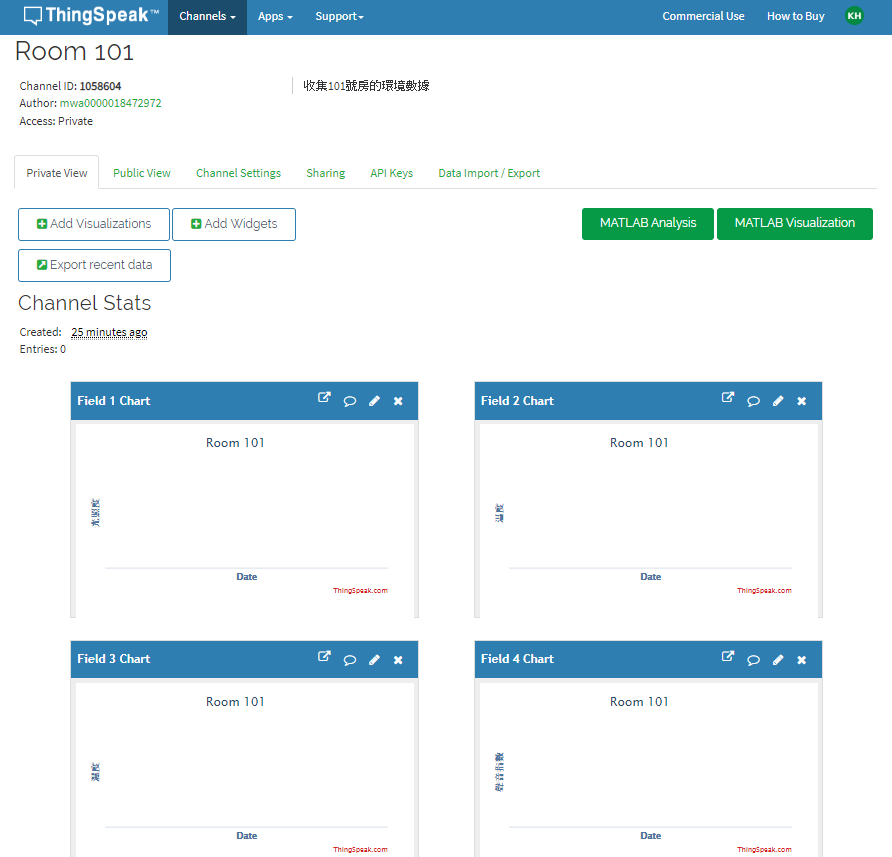 ThingSpeak™ Channels Apps Support Commercial Use How to Buy KH
Room 101
Channel ID: 1058604
Author: mwa0000018472972
Access: Private
收集101號房的環境數據
Private View Public View Channel Settings Sharing API Keys Data Import / Export
Add Visualizations Add Widgets MATLAB Analysis MATLAB Visualization
Export recent data
Channel Stats
Created: 25 minutes ago
Entries: 0
Field 1 Chart
Room 101
光照度
Date
ThingSpeak.com
Field 2 Chart
Room 101
溫度
Date
ThingSpeak.com
Field 3 Chart
Room 101
濕度
Date
ThingSpeak.com
Field 4 Chart
Room 101
聲音指數
Date
ThingSpeak.com